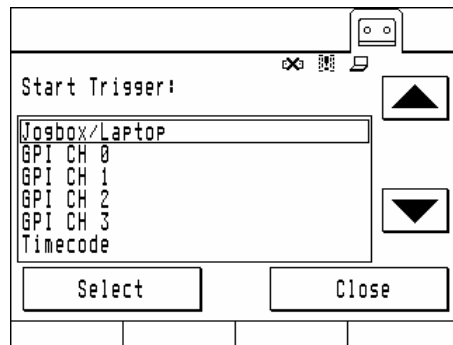 Start Trigger:
Jogbox/Laptop
GPI CH 0
GPI CH 1
GPI CH 2
GPI CH 3
Timecode
Select
Close